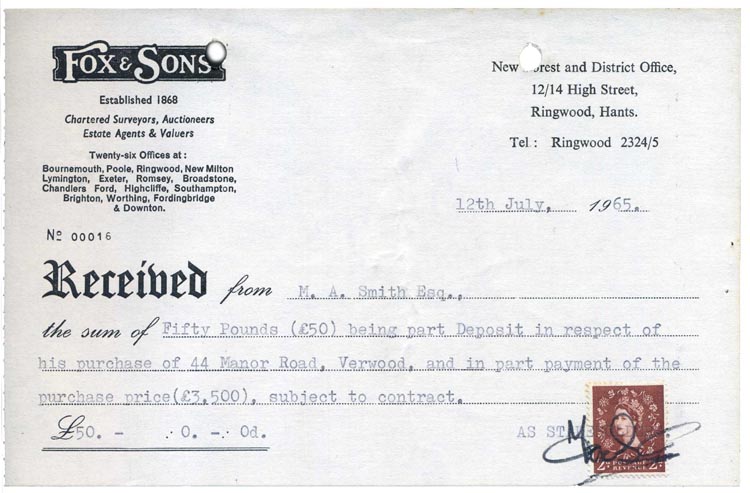 FOX & SONS
Established 1868
Chartered Surveyors, Auctioneers
Estate Agents & Valuers
Twenty-six Offices at :
Bournemouth, Poole, Ringwood, New Milton
Lymington, Exeter, Romsey, Broadstone,
Chandlers Ford, Highcliffe, Southampton,
Brighton, Worthing, Fordingbridge
& Downton.
New Forest and District Office,
12/14 High Street,
Ringwood, Hants.
Tel : Ringwood 2324/5
12th July, 1965.
No 00016
Received from M. A. Smith Esq.,
the sum of Fifty Pounds (£50) being part Deposit in respect of
his purchase of 44 Manor Road, Verwood, and in part payment of the
purchase price(£3,500), subject to contract.
£50. - . 0. - 0d.
AS
POSTAGE
REVENUE